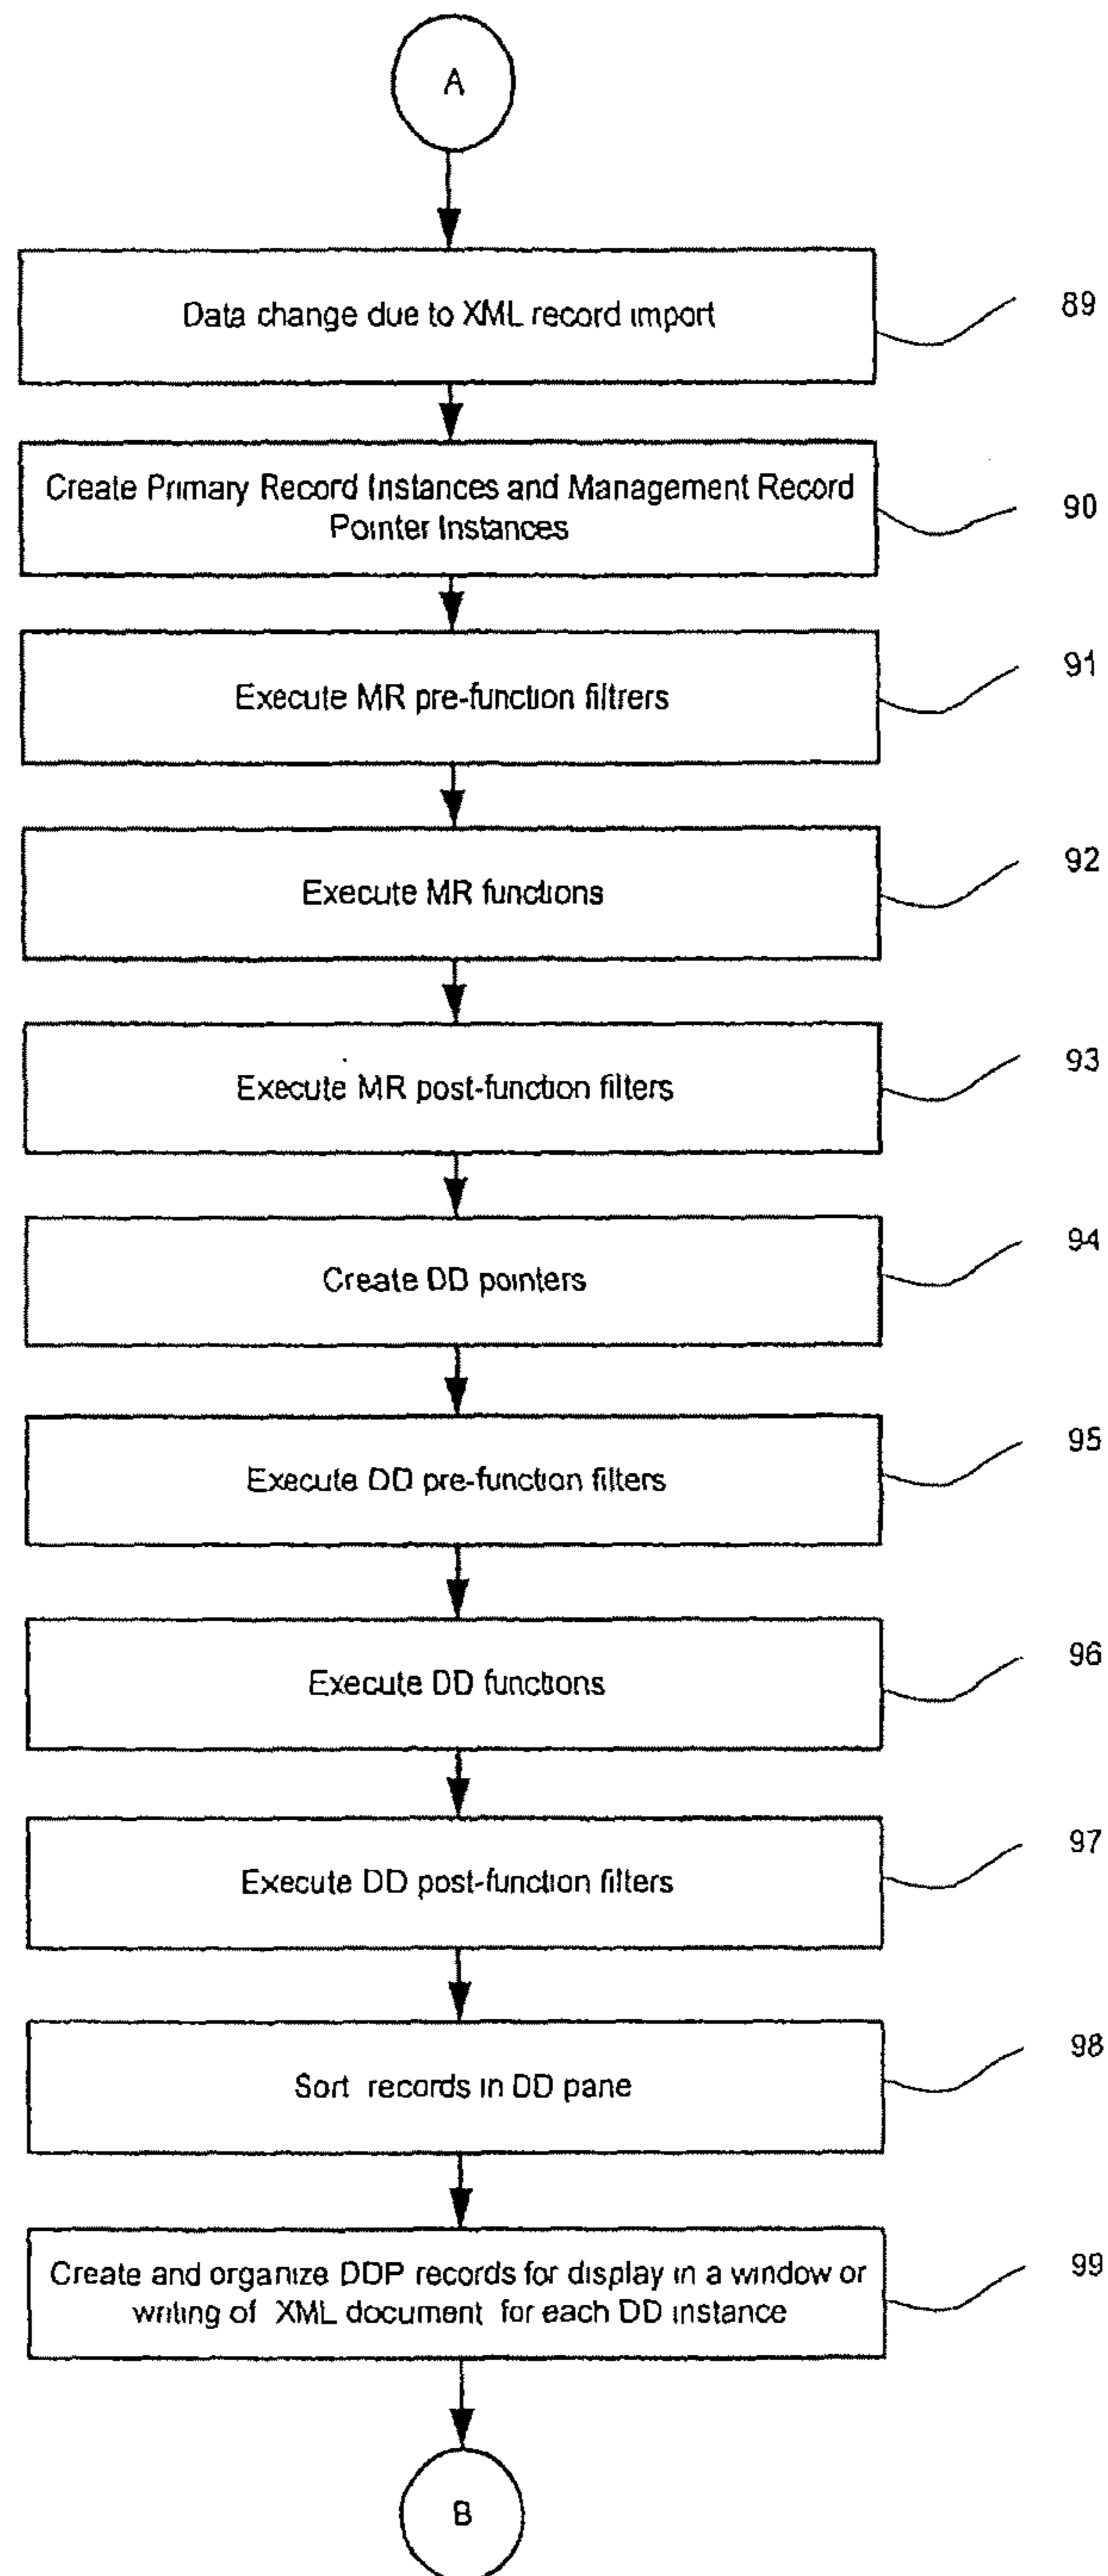 A
Data change due to XML record import
89
Create Primary Record Instances and Management Record
Pointer Instances
90
Execute MR pre-function filtrers
91
Execute MR functions
92
Execute MR post-function filters
93
Create DD pointers
94
Execute DD pre-function filters
95
Execute DD functions
96
Execute DD post-function filters
97
Sort records in DD pane
98
Create and organize DDP records for display in a window or
writing of XML document for each DD instance
99
B